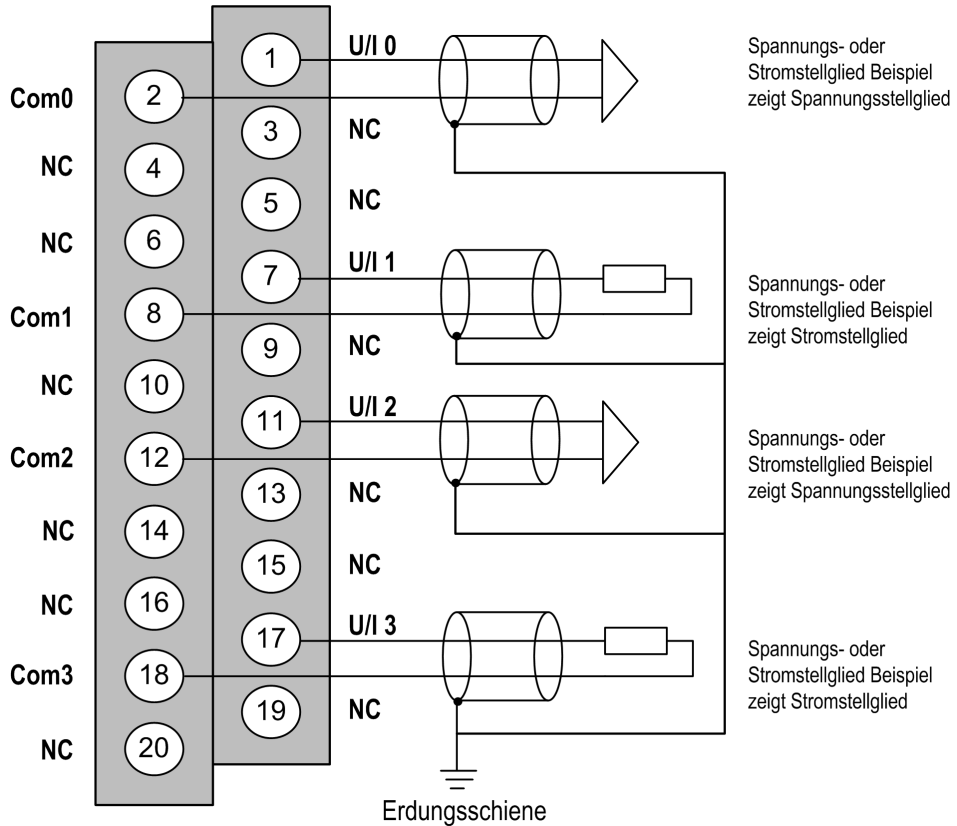 1
U/I 0
Spannungs- oder
Stromstellglied Beispiel
zeigt Spannungsstellglied
Com0
2
3
NC
NC
4
5
NC
NC
6
7
U/I 1
Spannungs- oder
Stromstellglied Beispiel
zeigt Stromstellglied
Com1
8
9
NC
NC
10
11
U/I 2
Spannungs- oder
Stromstellglied Beispiel
zeigt Spannungsstellglied
Com2
12
13
NC
NC
14
15
NC
NC
16
17
U/I 3
Spannungs- oder
Stromstellglied Beispiel
zeigt Stromstellglied
Com3
18
19
NC
NC
20
Erdungsschiene